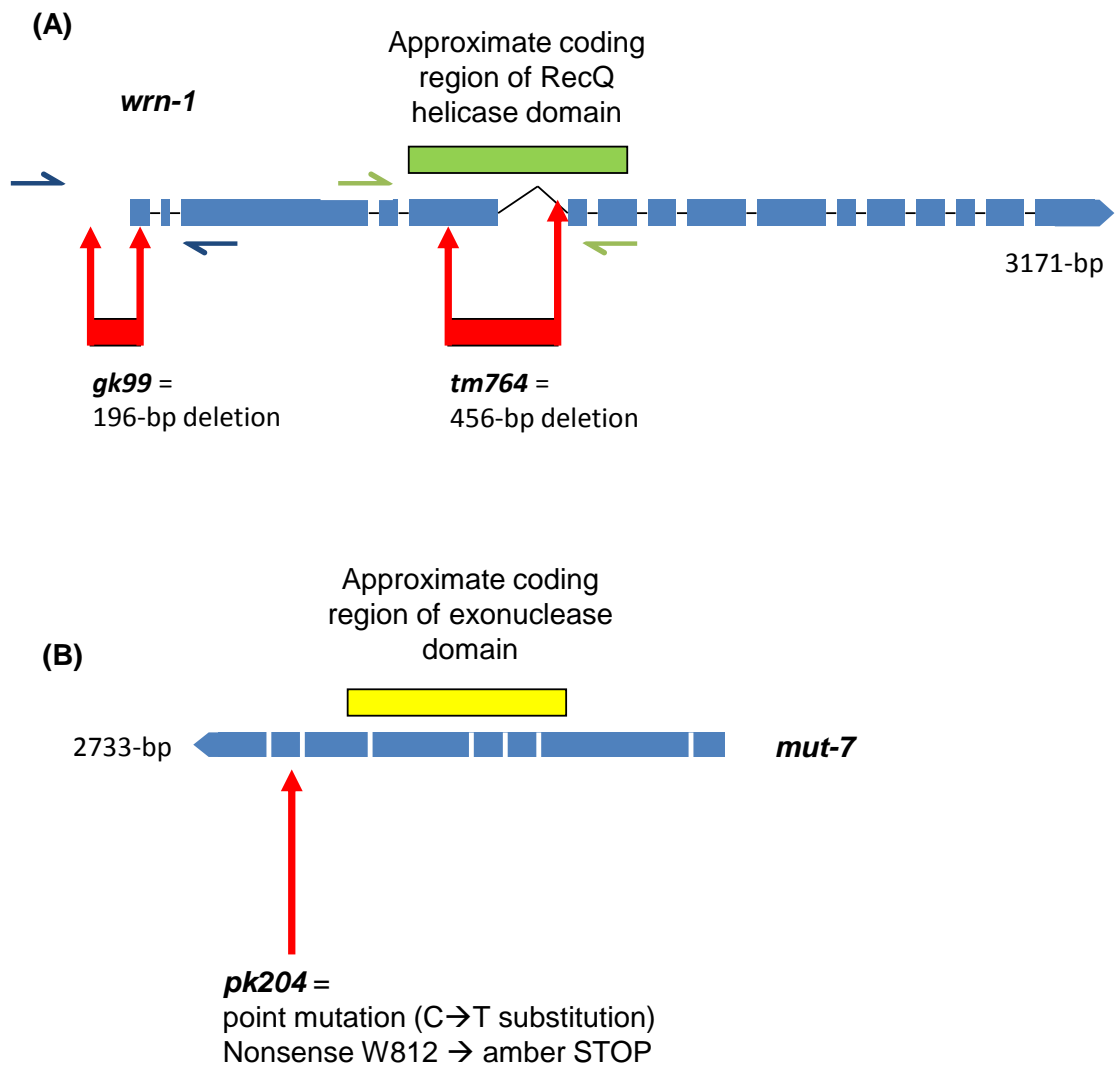 (A)
Approximate coding
region of RecQ
helicase domain
wrn-1
3171-bp
gk99 =
196-bp deletion
tm764 =
456-bp deletion
Approximate coding
region of exonuclease
domain
(B)
2733-bp
mut-7
pk204 =
point mutation (C→T substitution)
Nonsense W812 → amber STOP